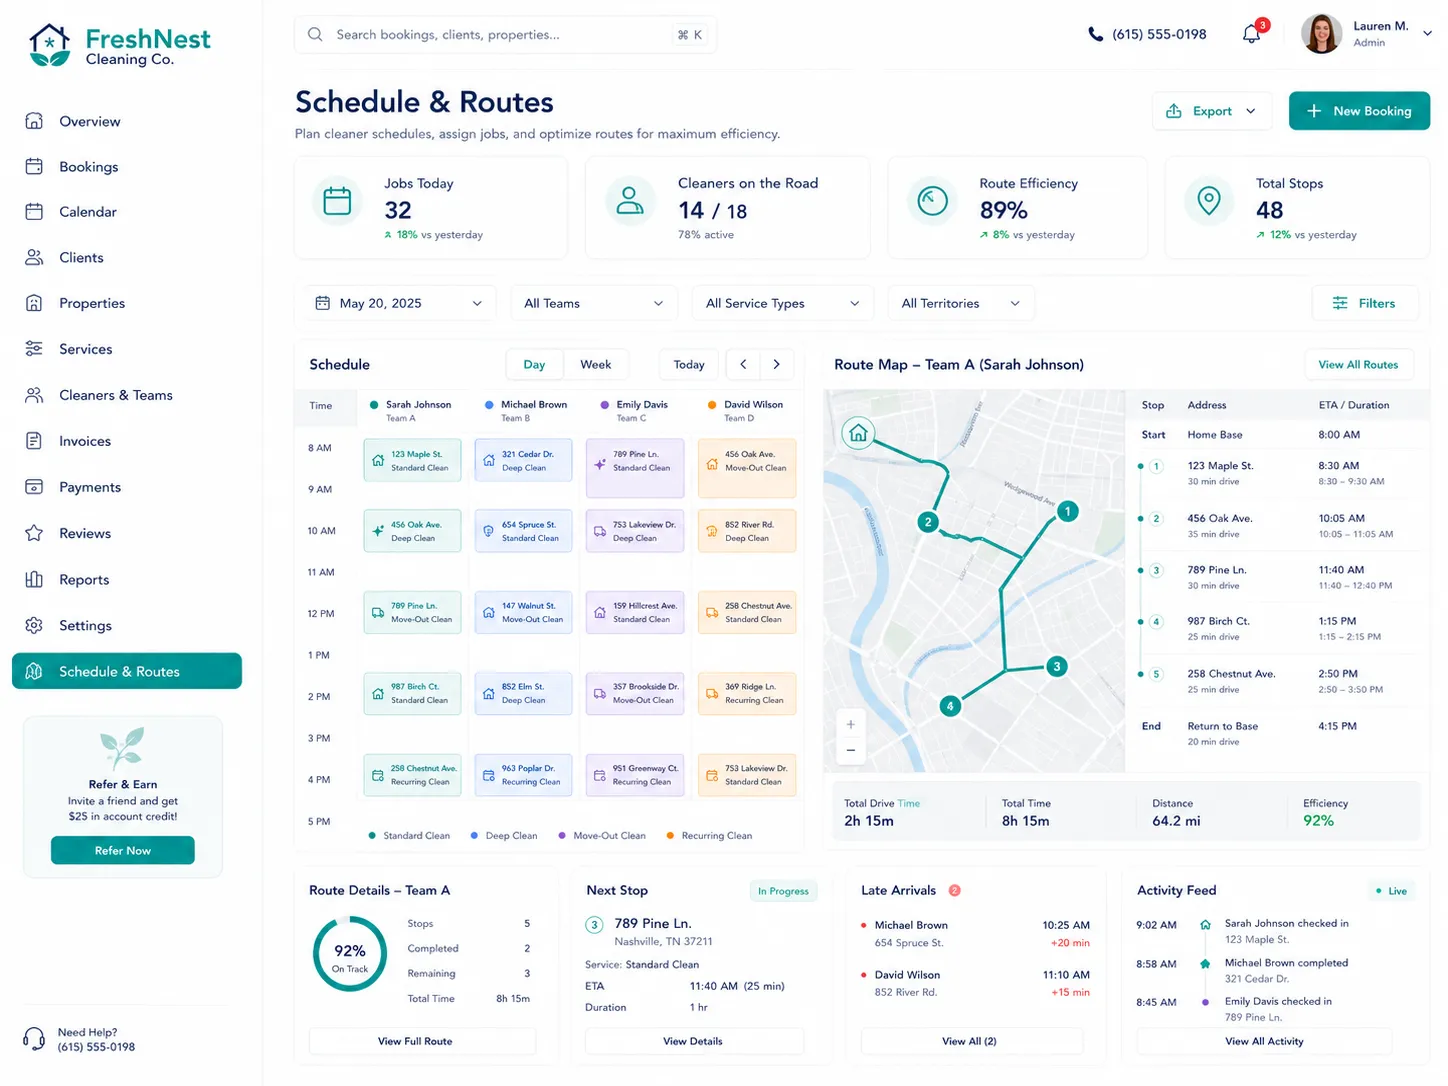 FreshNest
Cleaning Co.
Search bookings, clients, properties...
⌘ K
(615) 555-0198
3
Lauren M.
Admin
Overview
Bookings
Calendar
Clients
Properties
Services
Cleaners & Teams
Invoices
Payments
Reviews
Reports
Settings
Schedule & Routes
Refer & Earn
Invite a friend and get
$25 in account credit!
Refer Now
Need Help?
(615) 555-0198
Schedule & Routes
Plan cleaner schedules, assign jobs, and optimize routes for maximum efficiency.
Export
+ New Booking
Jobs Today
32
18% vs yesterday
Cleaners on the Road
14 / 18
78% active
Route Efficiency
89%
8% vs yesterday
Total Stops
48
12% vs yesterday
May 20, 2025
All Teams
All Service Types
All Territories
Filters
Schedule
Day
Week
Today
Time
Sarah Johnson
Team A
Michael Brown
Team B
Emily Davis
Team C
David Wilson
Team D
8 AM
123 Maple St.
Standard Clean
321 Cedar Dr.
Deep Clean
789 Pine Ln.
Standard Clean
456 Oak Ave.
Move-Out Clean
9 AM
10 AM
456 Oak Ave.
Deep Clean
654 Spruce St.
Standard Clean
753 Lakeview Dr.
Deep Clean
852 River Rd.
Deep Clean
11 AM
12 PM
789 Pine Ln.
Move-Out Clean
147 Walnut St.
Move-Out Clean
159 Hillcrest Ave.
Standard Clean
258 Chestnut Ave.
Standard Clean
1 PM
2 PM
987 Birch Ct.
Standard Clean
852 Elm St.
Deep Clean
357 Brookside Dr.
Move-Out Clean
369 Ridge Ln.
Recurring Clean
3 PM
4 PM
258 Chestnut Ave.
Recurring Clean
963 Poplar Dr.
Recurring Clean
951 Greenway Ct.
Recurring Clean
753 Lakeview Dr.
Standard Clean
5 PM
Standard Clean
Deep Clean
Move-Out Clean
Recurring Clean
Route Map – Team A (Sarah Johnson)
View All Routes
Wedgewood Ave
1
2
3
4
+
−
Stop
Address
ETA / Duration
Start
Home Base
8:00 AM
1
123 Maple St.
8:30 AM
30 min drive
8:30 – 9:30 AM
2
456 Oak Ave.
10:05 AM
35 min drive
10:05 – 11:05 AM
3
789 Pine Ln.
11:40 AM
30 min drive
11:40 – 12:40 PM
4
987 Birch Ct.
1:15 PM
25 min drive
1:15 – 2:15 PM
5
258 Chestnut Ave.
2:50 PM
25 min drive
2:50 – 3:50 PM
End
Return to Base
4:15 PM
20 min drive
Total Drive Time
2h 15m
Total Time
8h 15m
Distance
64.2 mi
Efficiency
92%
Route Details – Team A
92%
On Track
Stops
5
Completed
2
Remaining
3
Total Time
8h 15m
View Full Route
Next Stop
In Progress
3
789 Pine Ln.
Nashville, TN 37211
Service: Standard Clean
ETA
11:40 AM (25 min)
Duration
1 hr
View Details
Late Arrivals
2
Michael Brown
10:25 AM
654 Spruce St.
+20 min
David Wilson
11:10 AM
852 River Rd.
+15 min
View All (2)
Activity Feed
Live
9:02 AM
Sarah Johnson checked in
123 Maple St.
8:58 AM
Michael Brown completed
321 Cedar Dr.
8:45 AM
Emily Davis checked in
789 Pine Ln.
View All Activity